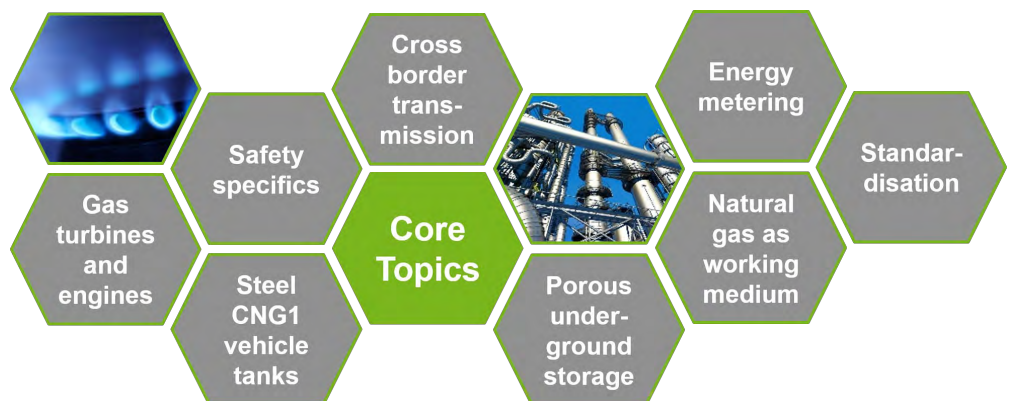 Cross
border
trans-
mission
Energy
metering
Safety
specifics
Standar-
disation
Gas
turbines
and
engines
Core
Topics
Natural
gas as
working
medium
Steel
CNG1
vehicle
tanks
Porous
under-
ground
storage